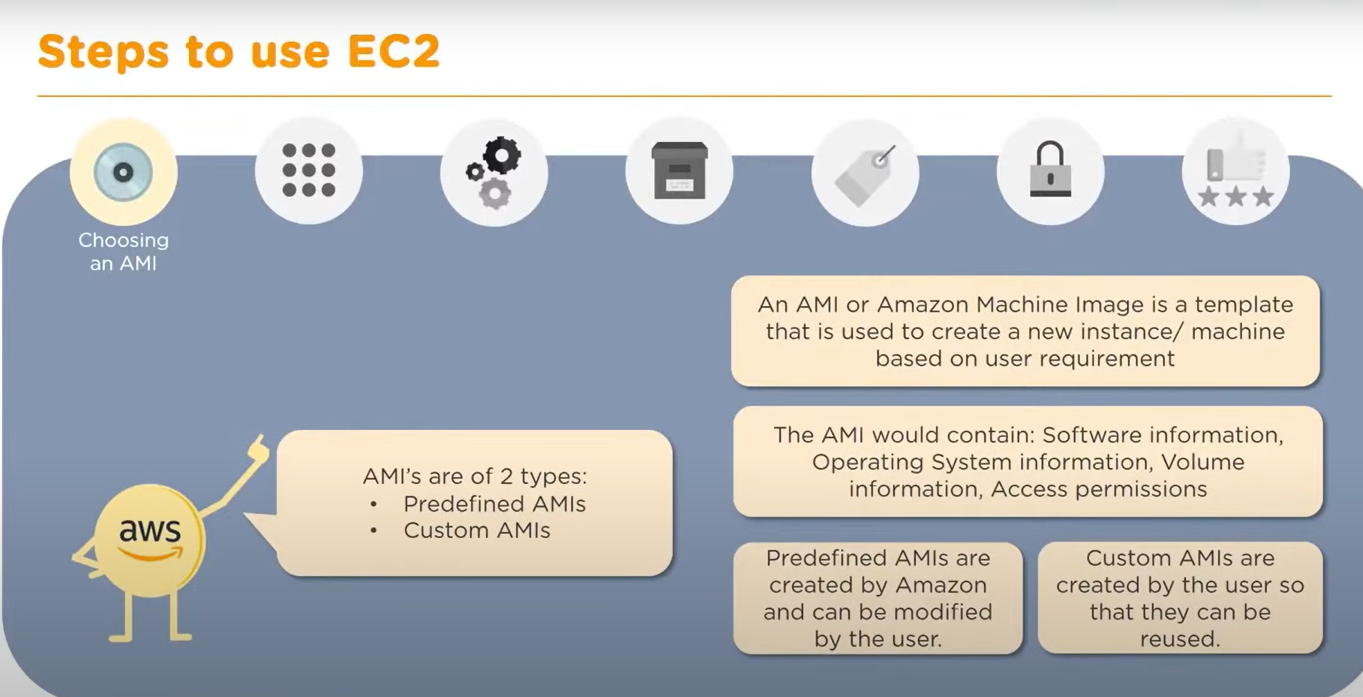 Steps to use EC2
Choosing
an AMI
An AMI or Amazon Machine Image is a template
that is used to create a new instance/ machine
based on user requirement
The AMI would contain: Software information,
Operating System information, Volume
information, Access permissions
AMI's are of 2 types:
• Predefined AMIs
• Custom AMIs
aws
Predefined AMIs are
created by Amazon
and can be modified
by the user.
Custom AMIs are
created by the user so
that they can be
reused.